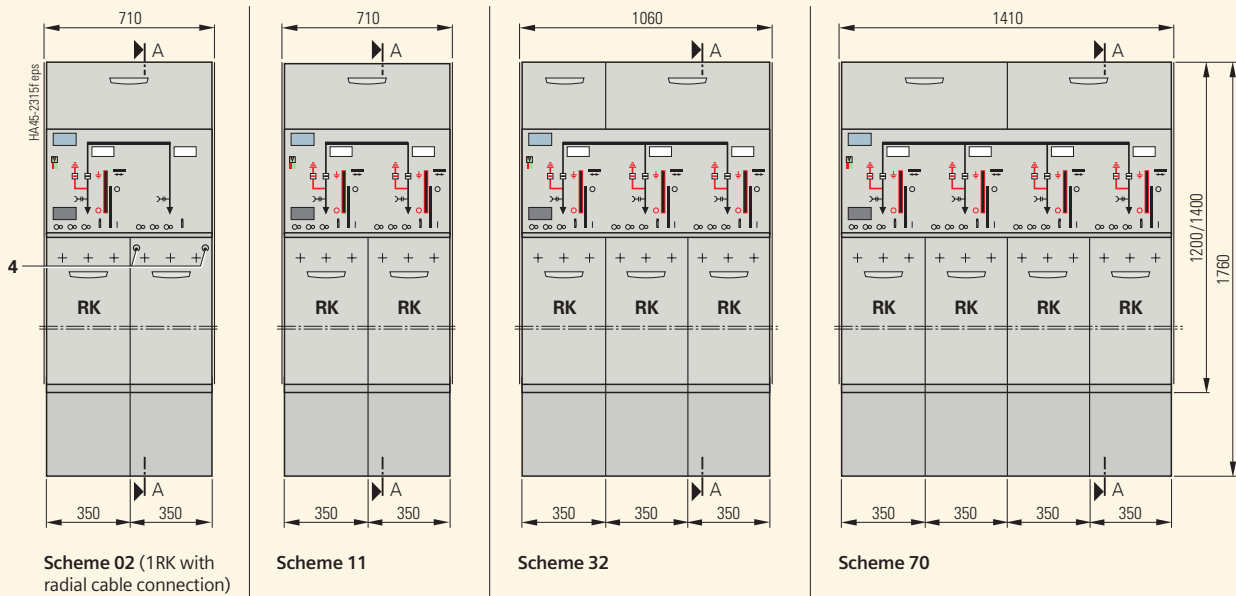 710
710
1060
1410
A
A
A
A
HA45-2315f eps
V
V
V
V
4
RK
RK
RK
RK
RK
RK
RK
RK
RK
RK
1200/1400
1760
A
A
A
A
350 350
350 350
350 350 350
350 350 350 350
Scheme 02 (1RK with
radial cable connection)
Scheme 11
Scheme 32
Scheme 70